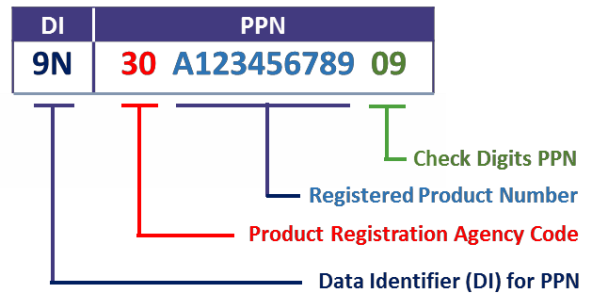 DI PPN
9N 30 A123456789 09
Check Digits PPN
Registered Product Number
Product Registration Agency Code
Data Identifier (DI) for PPN